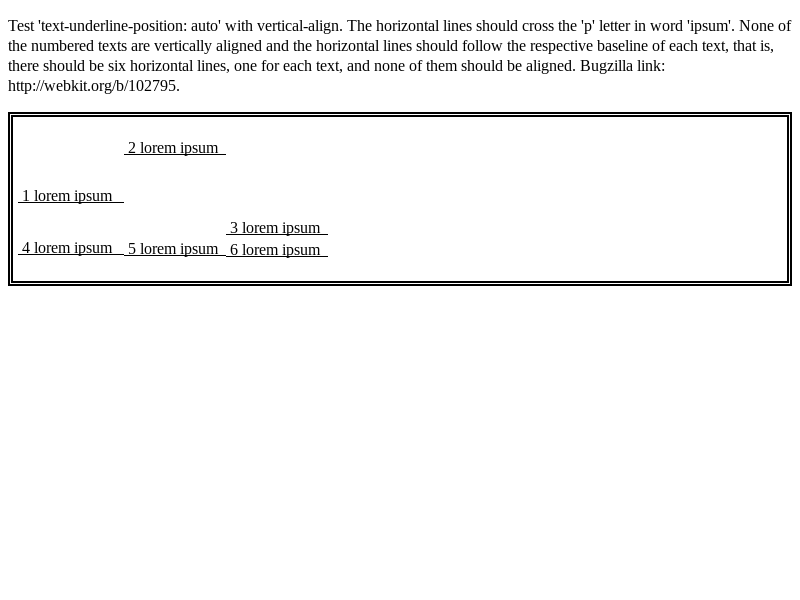 Test 'text-underline-position: auto' with vertical-align. The horizontal lines should cross the 'p' letter in word 'ipsum'. None of
the numbered texts are vertically aligned and the horizontal lines should follow the respective baseline of each text, that is,
there should be six horizontal lines, one for each text, and none of them should be aligned. Bugzilla link:
http://webkit.org/b/102795.
2 lorem ipsum
1 lorem ipsum
3 lorem ipsum
4 lorem ipsum 5 lorem ipsum 6 lorem ipsum